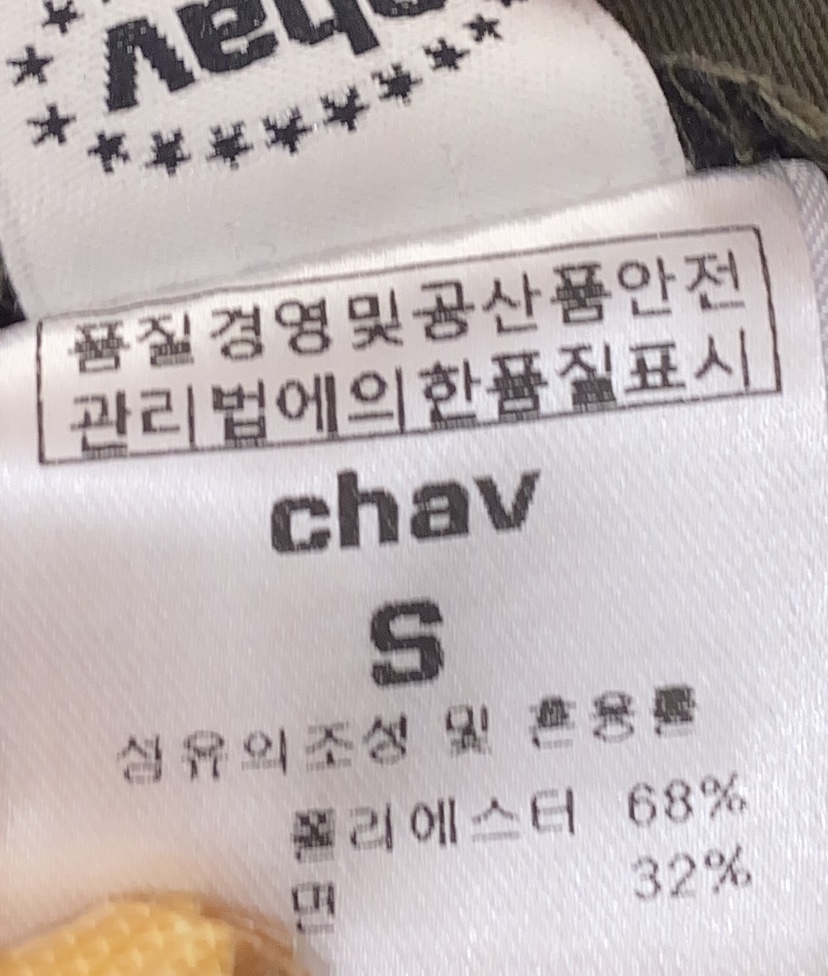 chav
품질경영및공산품안전
관리법에의한품질표시
chav
S
섬유의조성 및 혼용률
폴리에스터 68%
면 32%